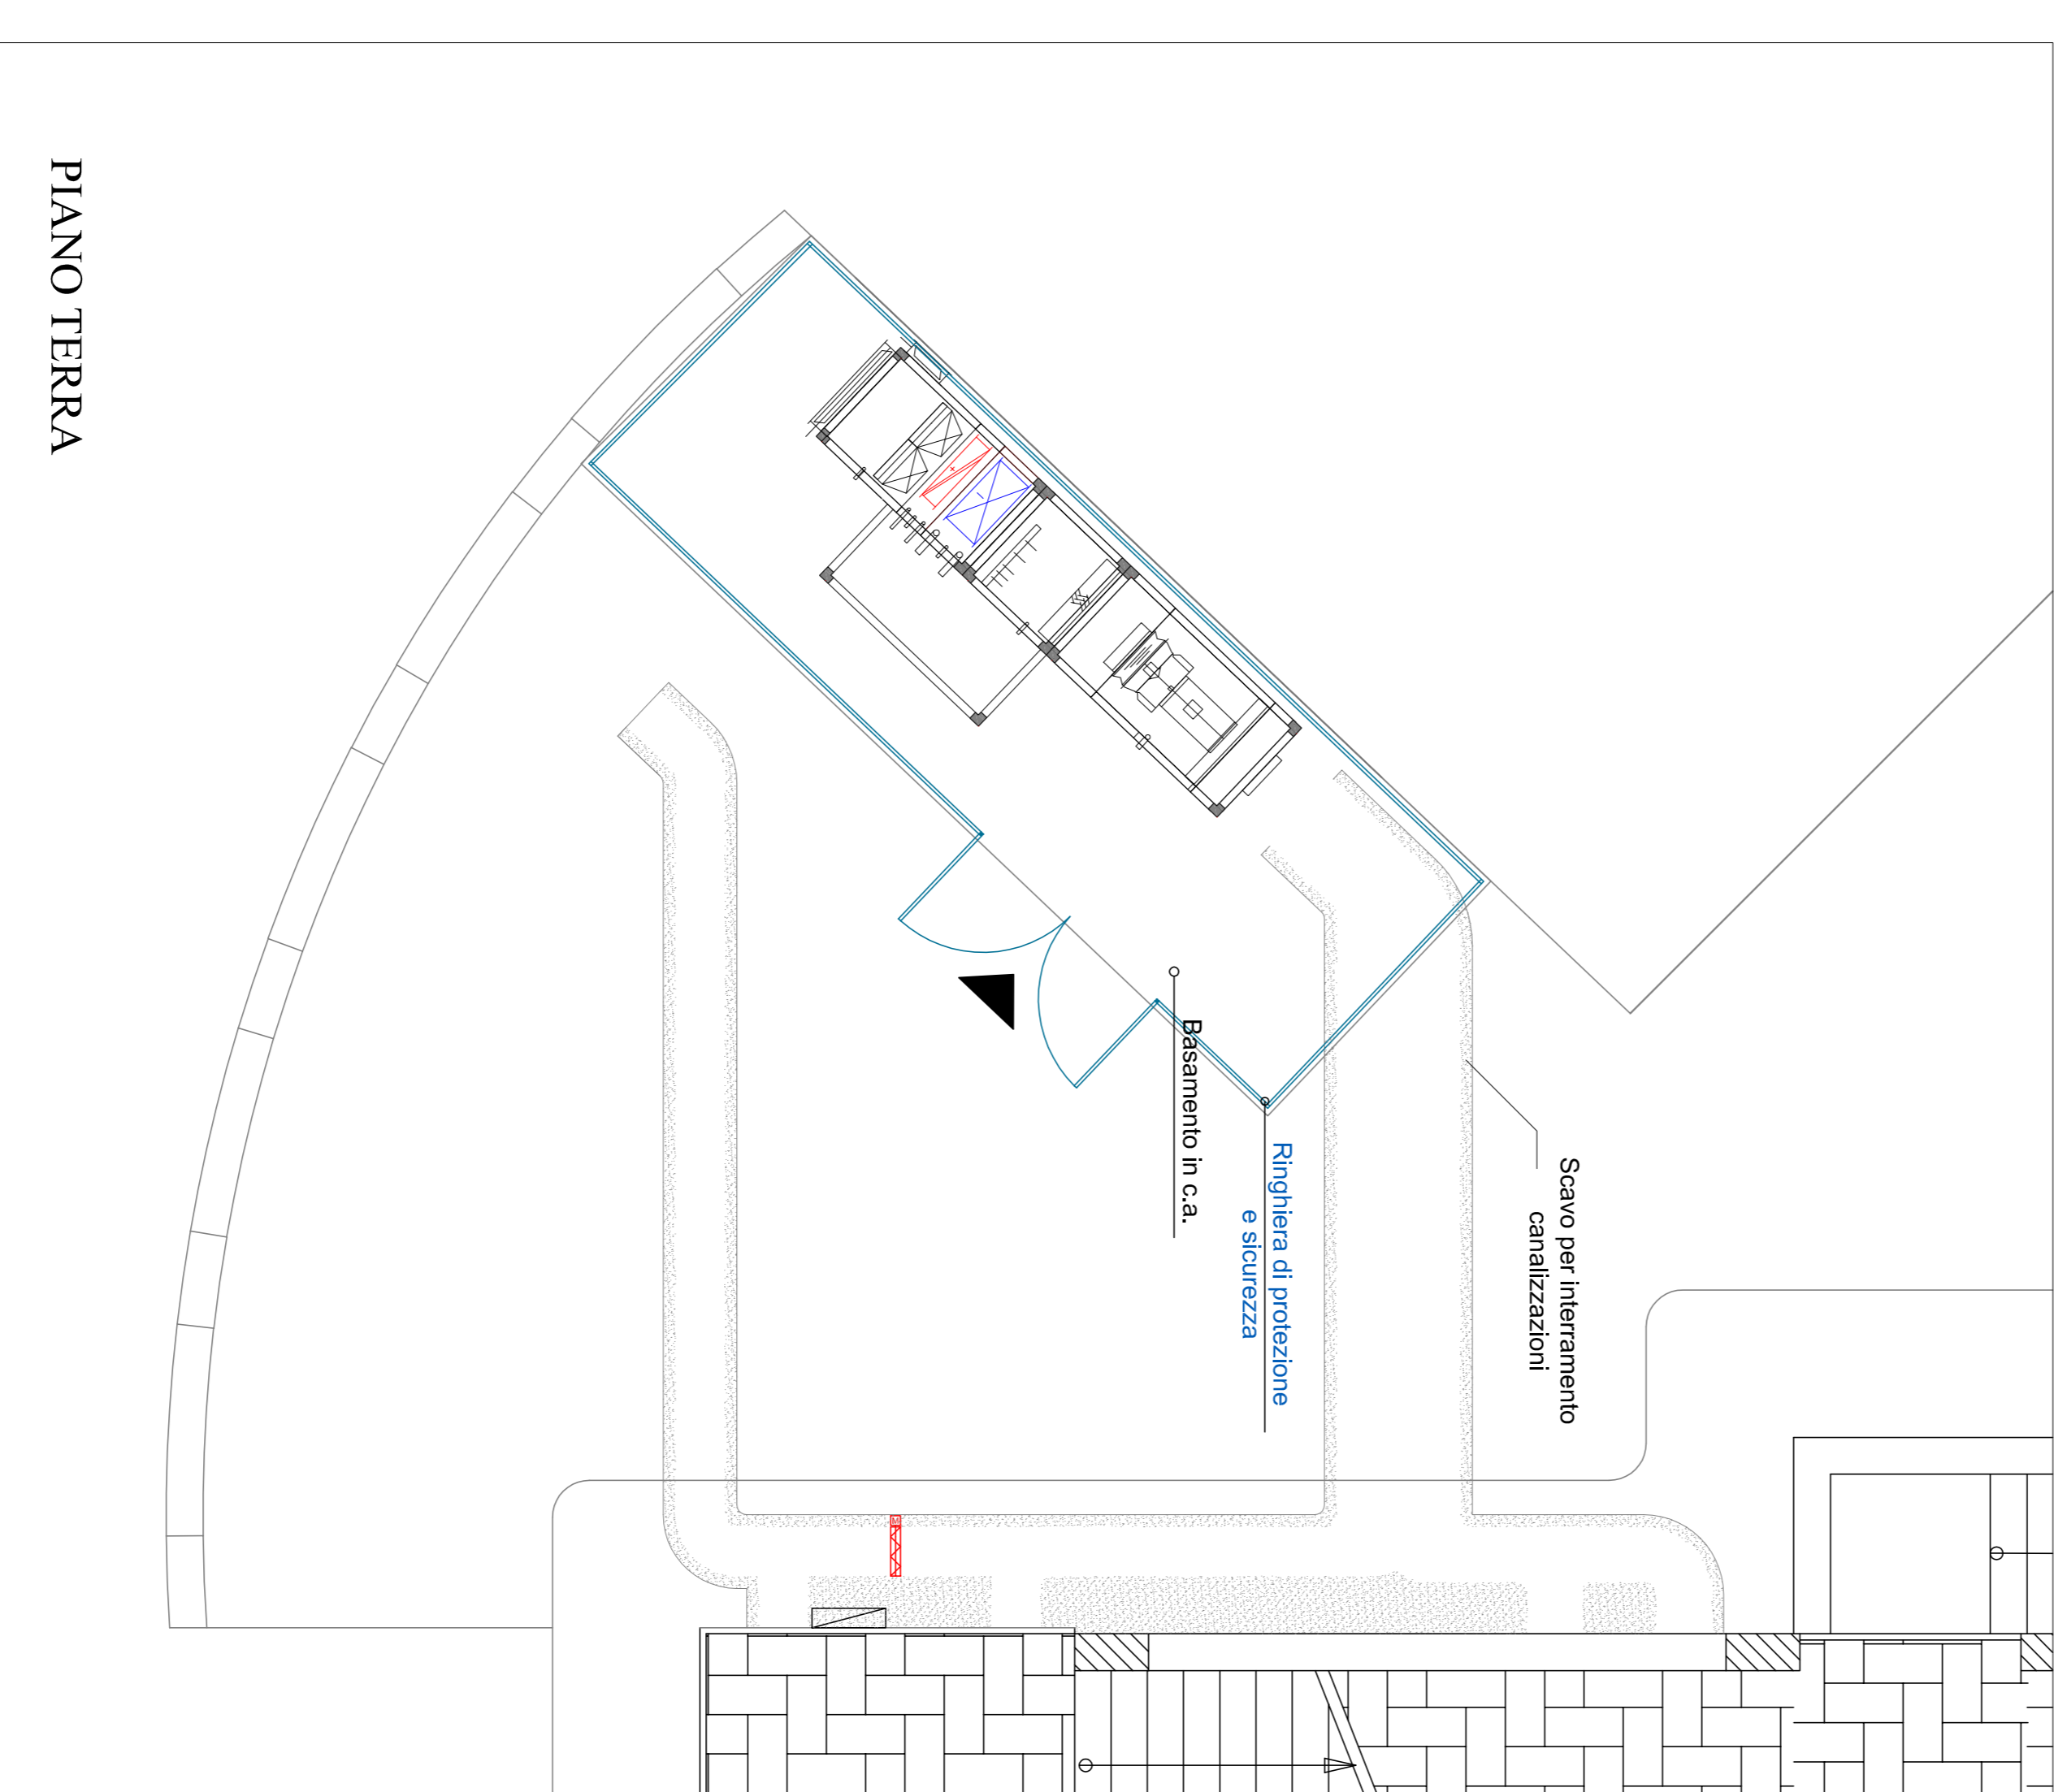 Scavo per interramento
canalizzazioni
Ringhiera di protezione
e sicurezza
Basamento in c.a.
M
PIANO TERRA